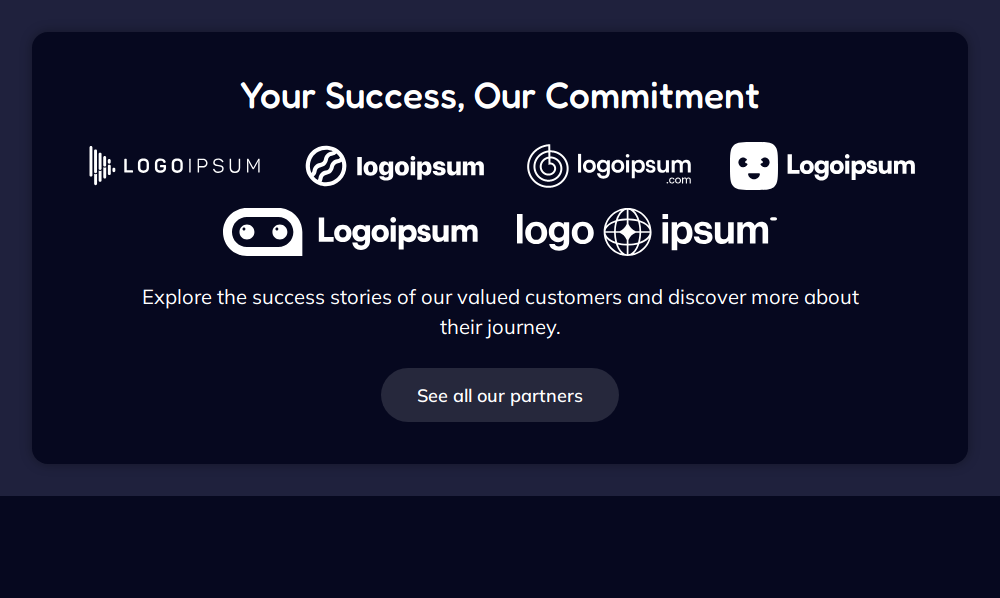 Your Success, Our Commitment
LOGOIPSUM logoipsum logoipsum.com Logoipsum
Logoipsum logo ipsum
Explore the success stories of our valued customers and discover more about
their journey.
See all our partners